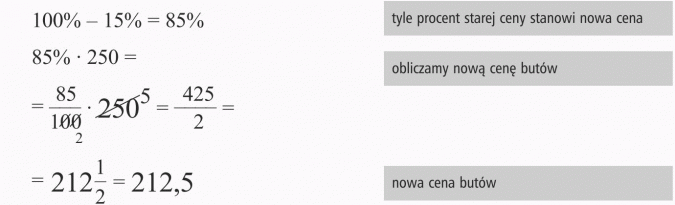 100% – 15% = 85% tyle procent starej ceny stanowi nowa cena
85% · 250 = obliczamy nową cenę butów
= 85/100 2 · 250 5 = 425/2 =
= 212 1/2 = 212,5 nowa cena butów